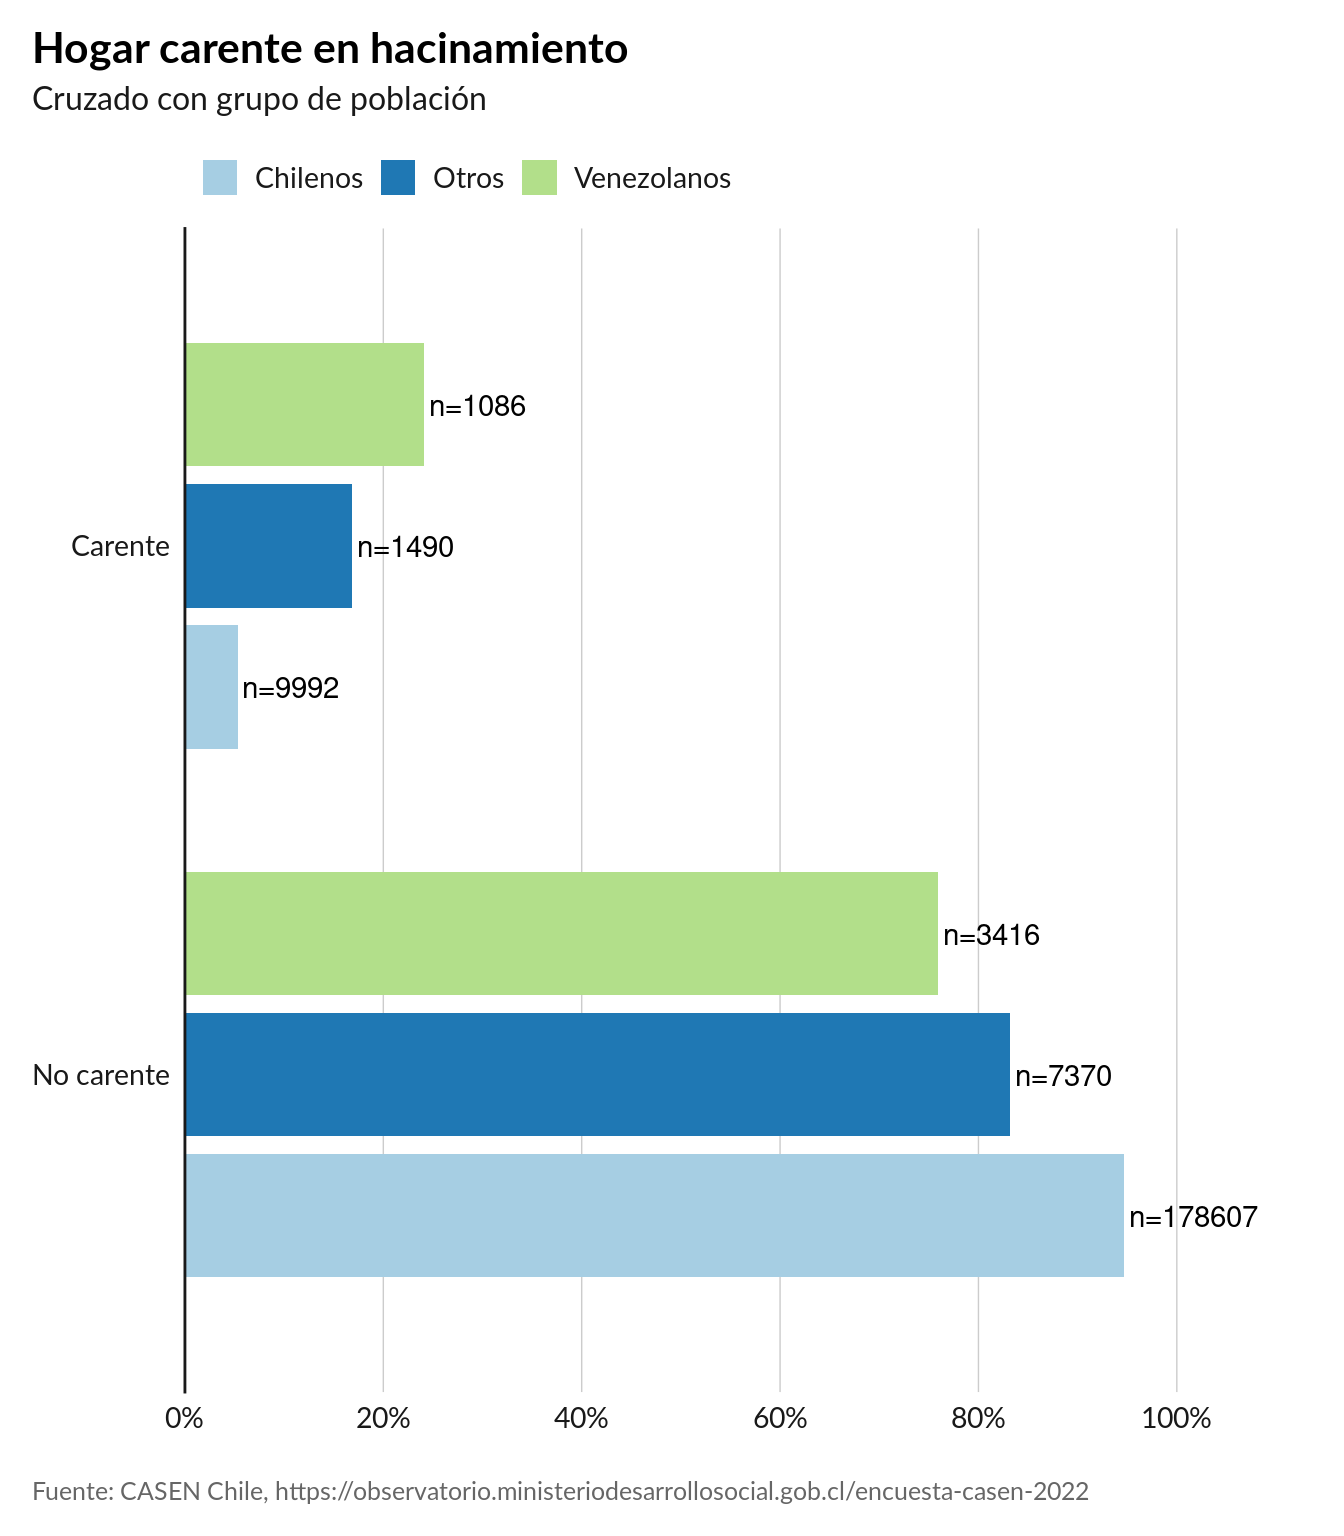 Hogar carente en hacinamiento
Cruzado con grupo de población
Chilenos Otros Venezolanos
n=1086
Carente n=1490
n=9992
n=3416
No carente n=7370
n=178607
0% 20% 40% 60% 80% 100%
Fuente: CASEN Chile, https://observatorio.ministeriodesarrollosocial.gob.cl/encuesta-casen-2022